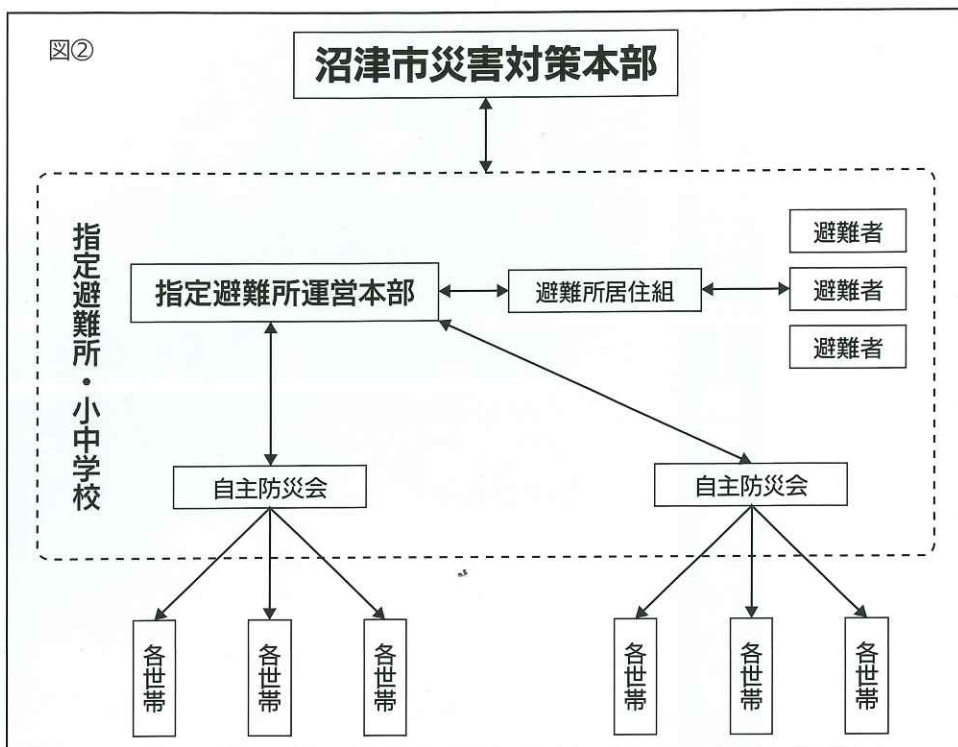 図②
沼津市災害対策本部
指定避難所・小中学校
避難者
指定避難所運営本部
避難所居住組
避難者
避難者
自主防災会
自主防災会
各世帯
各世帯
各世帯
各世帯
各世帯
各世帯